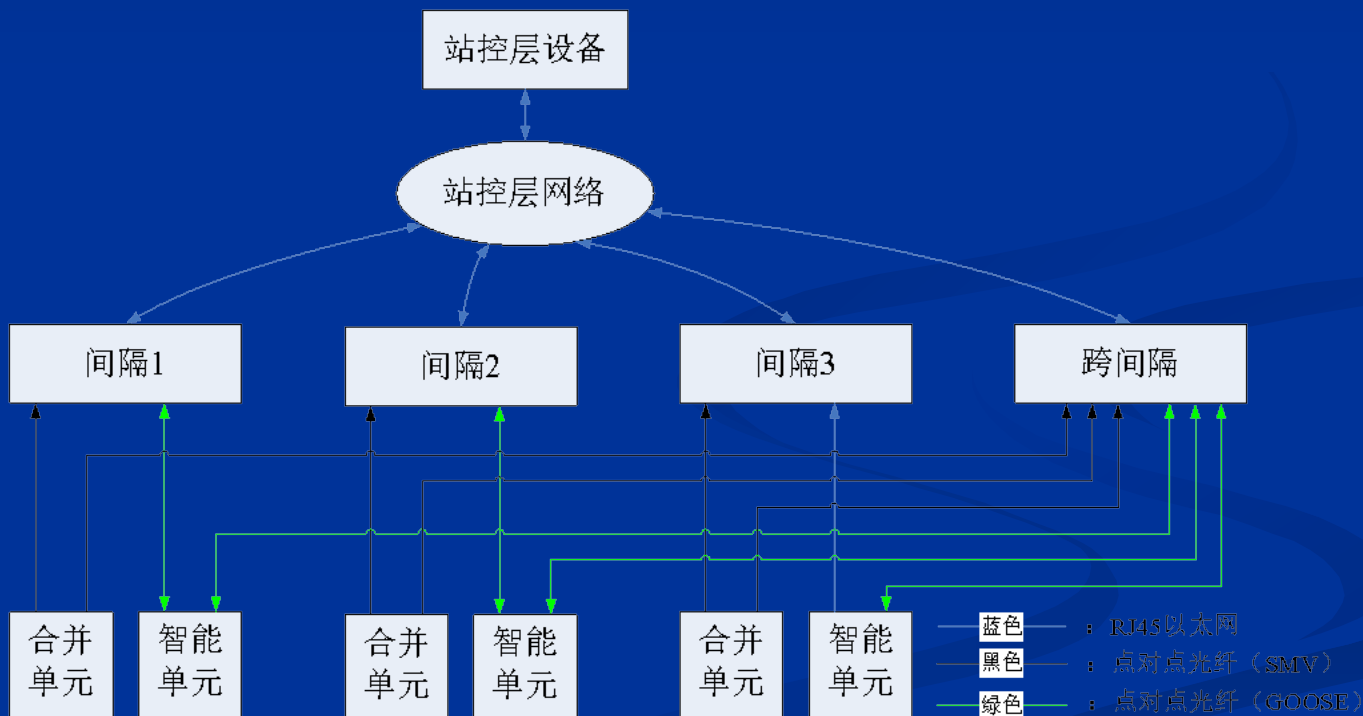 站控层设备
站控层网络
间隔1
间隔2
间隔3
跨间隔
合并
单元
智能
单元
合并
单元
智能
单元
合并
单元
智能
单元
蓝色 : RJ45以太网
黑色 : 点对点光纤（SMV）
绿色 : 点对点光纤（GOOSE）